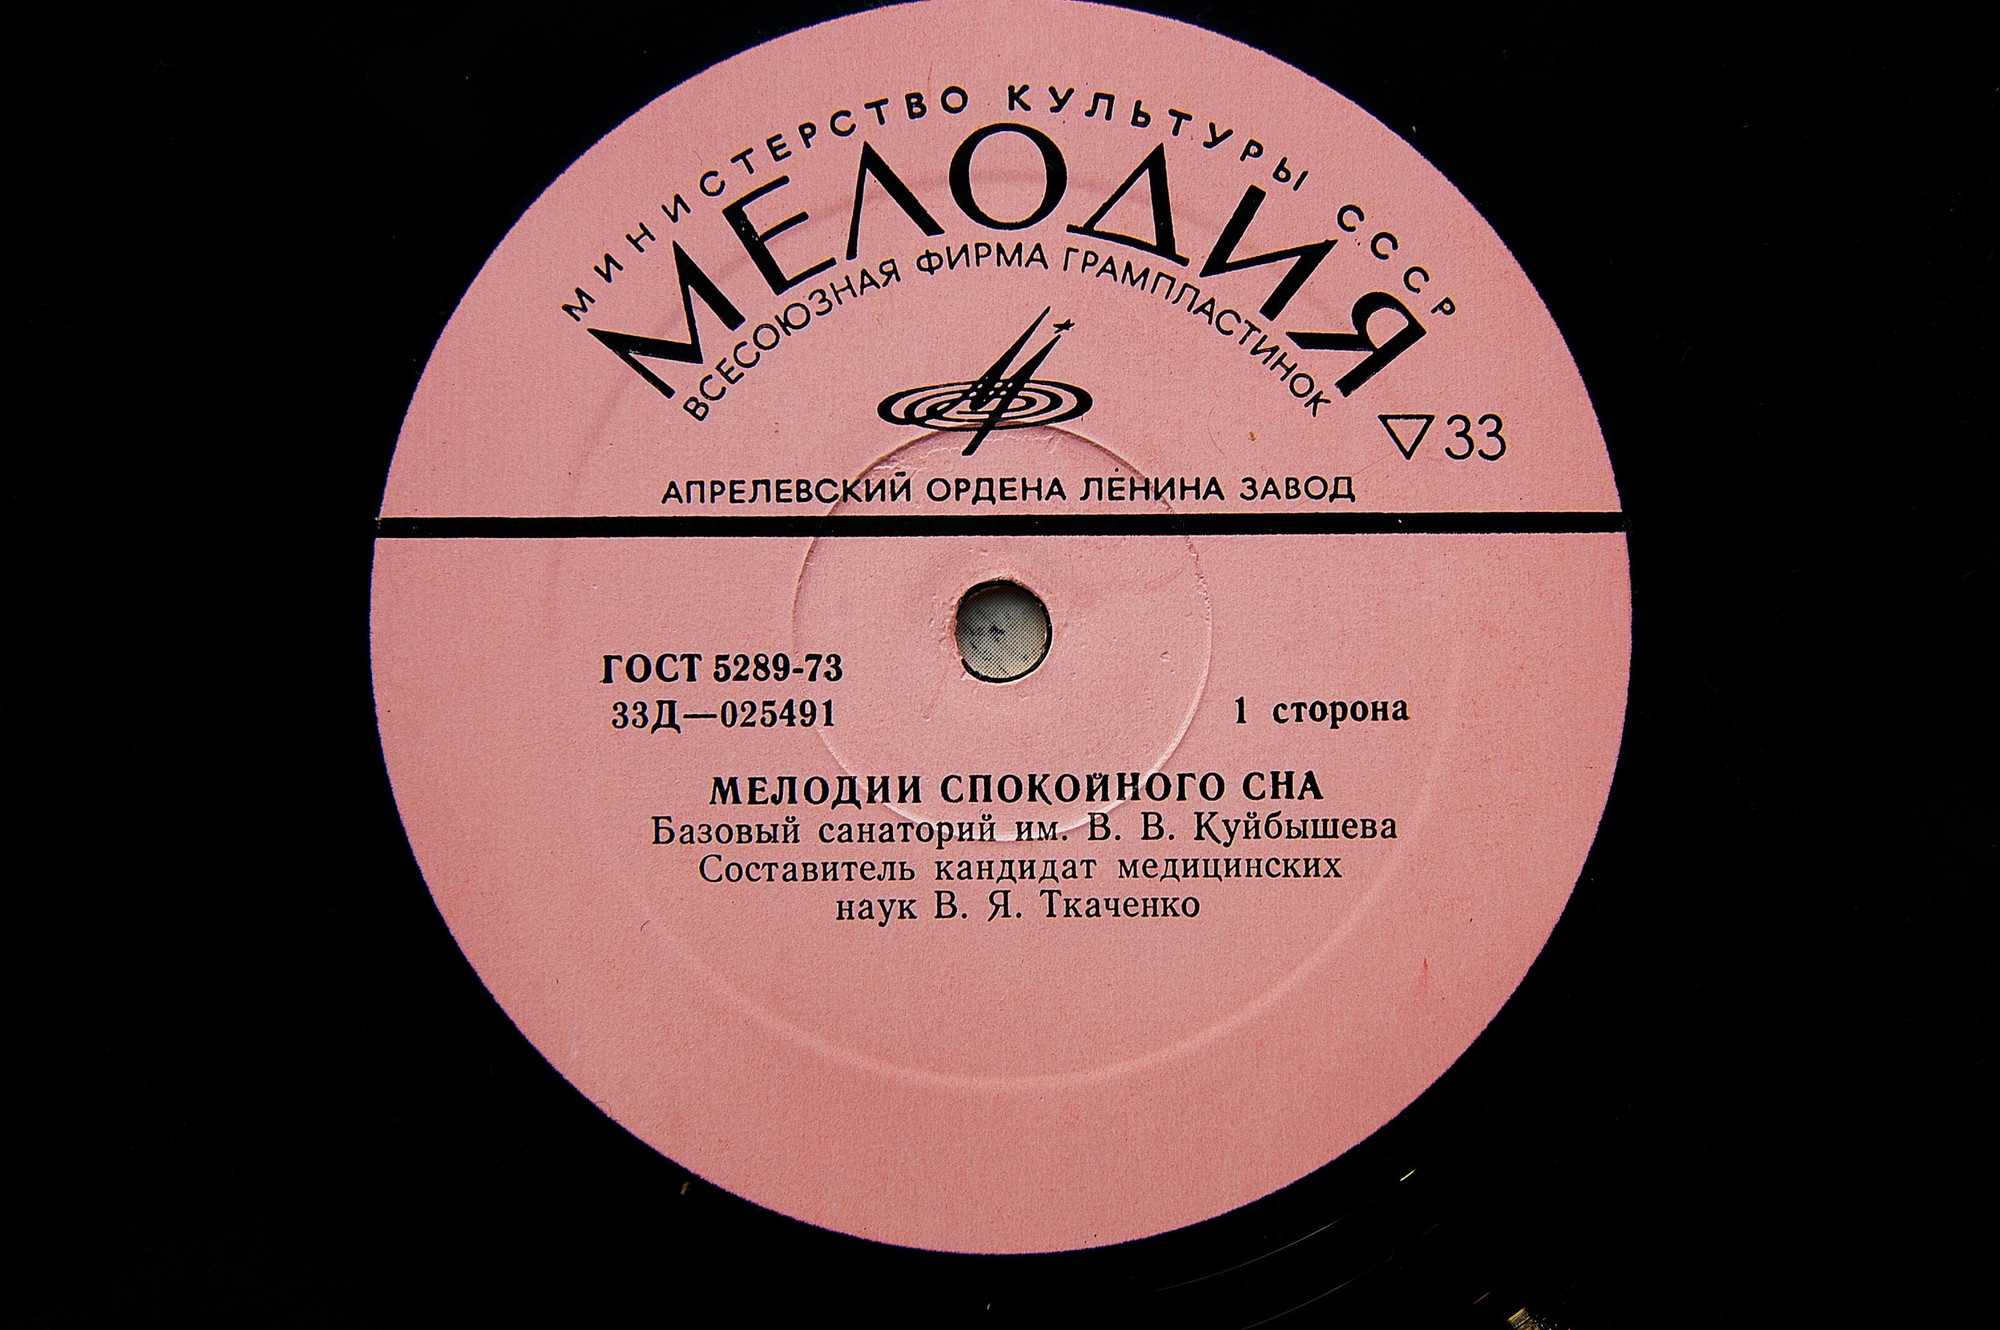 МИНИСТЕРСТВО КУЛЬТУРЫ СССР
МЕЛОДИЯ
ВСЕСОЮЗНАЯ ФИРМА ГРАМПЛАСТИНОК
33
АПРЕЛЕВСКИЙ ОРДЕНА ЛЕНИНА ЗАВОД
ГОСТ 5289-73
33Д—025491
1 сторона
МЕЛОДИИ СПОКОЙНОГО СНА
Базовый санаторий им. В. В. Куйбышева
Составитель кандидат медицинских
наук В. Я. Ткаченко